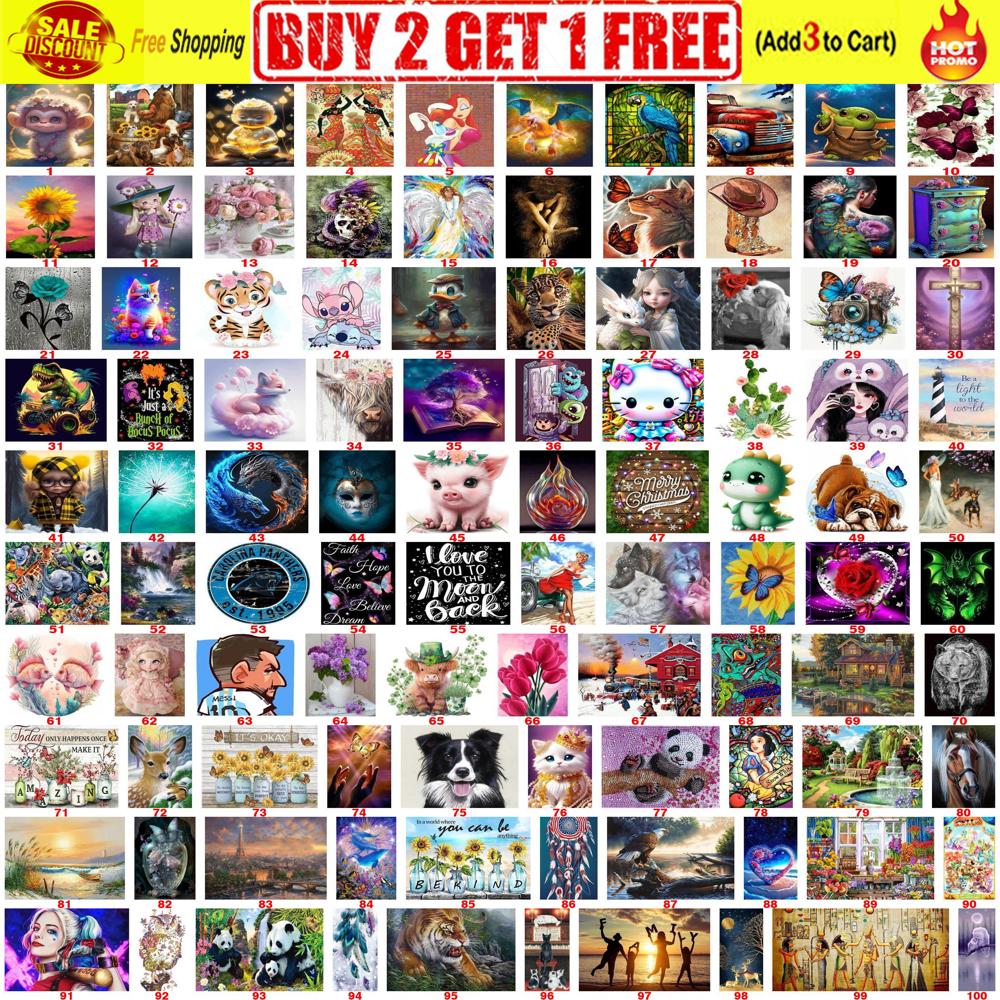 SALE
DISCOUNT
Free Shopping
BUY 2 GET 1 FREE
(Add3 to Cart)
HOT
PROMO
1 2 3 4 5 6 7 8 9 10
11 12 13 14 15 16 17 18 19 20
21 22 23 24 25 26 27 28 29 30
It's
Just a
Bunch of
Hocus Pocus
Be a
light
to the
world
31 32 33 34 35 36 37 38 39 40
Merry
Christmas
41 42 43 44 45 46 47 48 49 50
CAROLINA PANTHERS
EST. 1995
Faith
Hope
Love
Believe
Dream
I love
YOU TO
THE
Moon
AND
Back
51 52 53 54 55 56 57 58 59 60
MESSI
10
61 62 63 64 65 66 67 68 69 70
Today ONLY HAPPENS ONCE
MAKE IT
AMAZING
IT'S OKAY
71 72 73 74 75 76 77 78 79 80
In a world where
you can be
anything
BE KIND
81 82 83 84 85 86 87 88 89 90
FAMILY
91 92 93 94 95 96 97 98 99 100